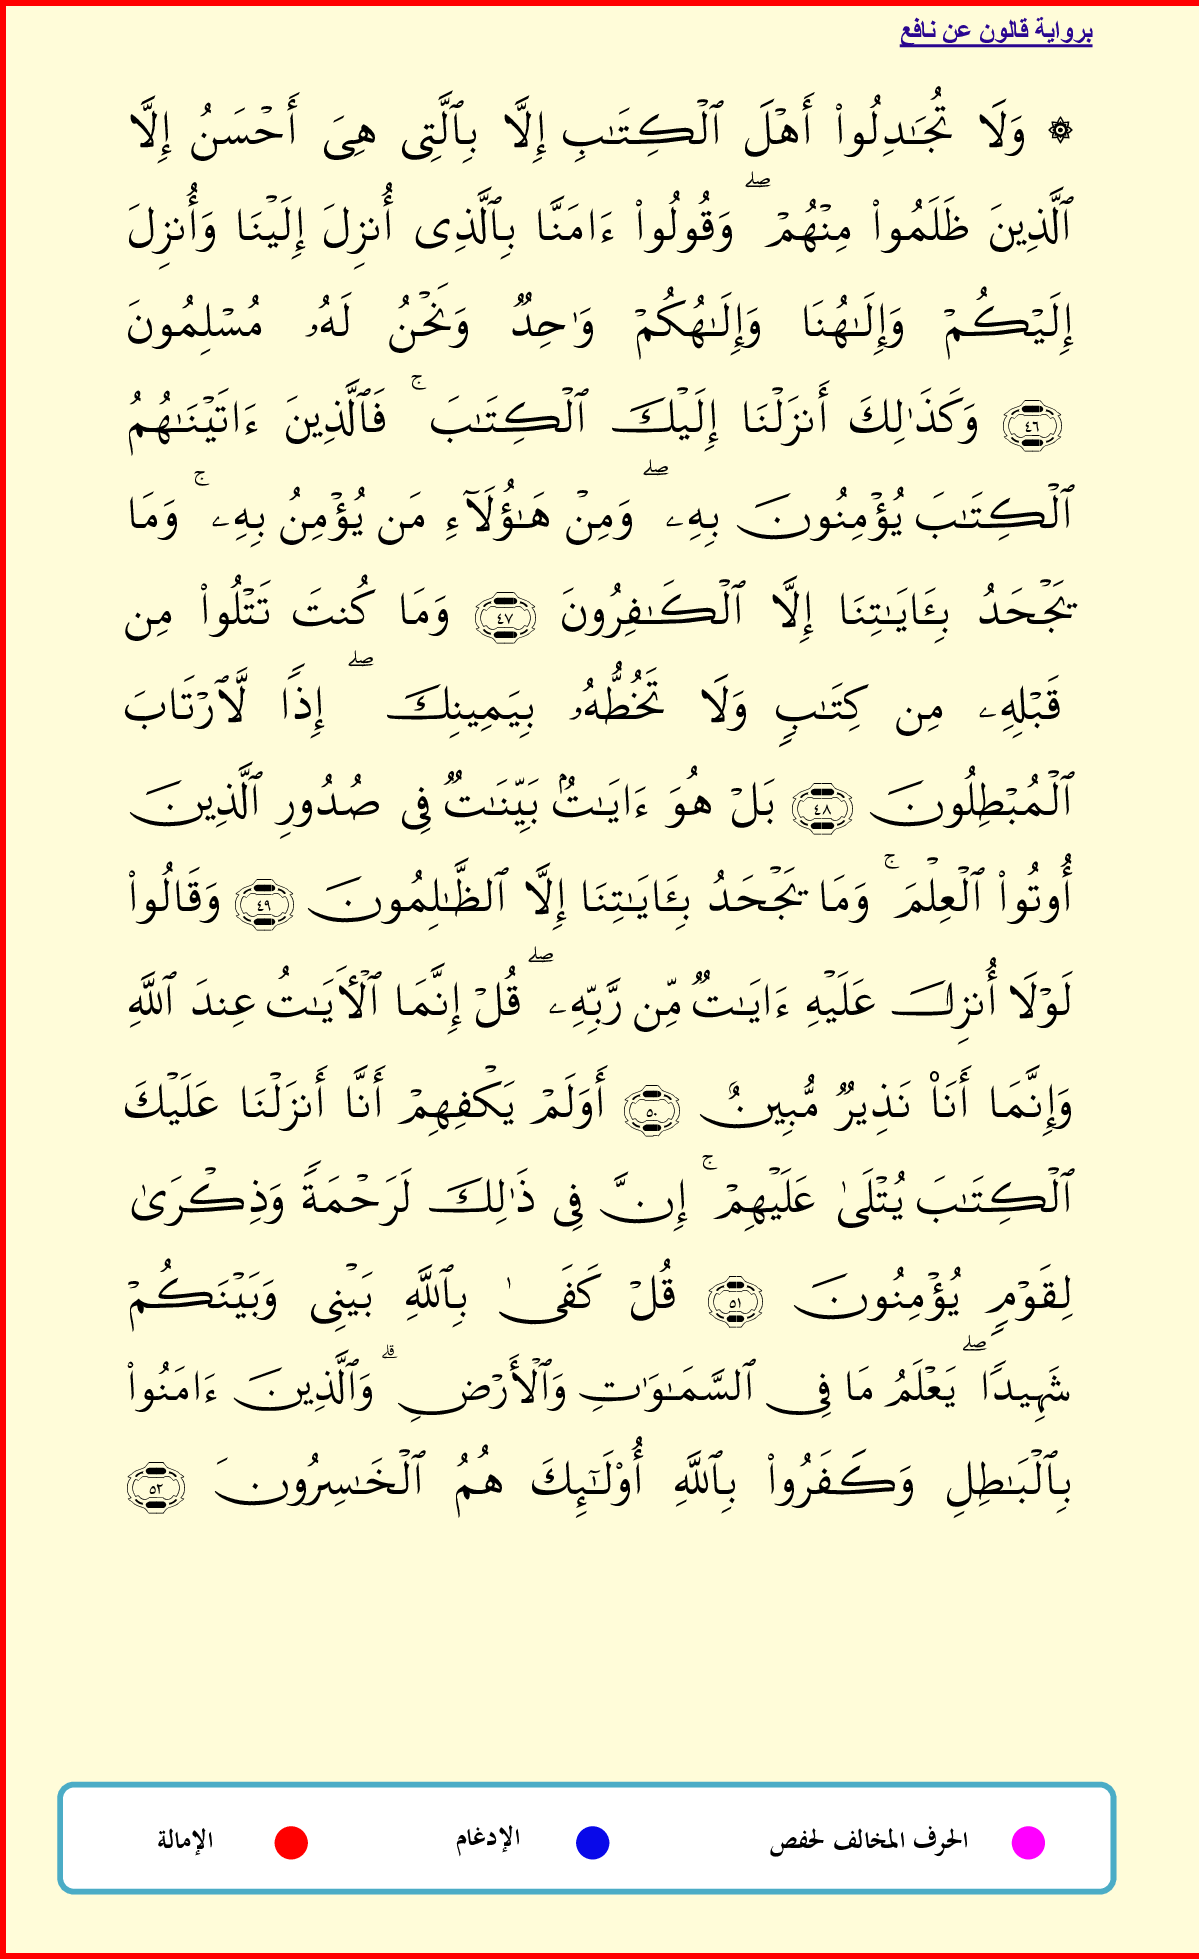 برواية قالون عن نافع
۞ وَلَا تُجَٰدِلُوا۟ أَهْلَ ٱلْكِتَٰبِ إِلَّا بِٱلَّتِى هِىَ أَحْسَنُ إِلَّا
ٱلَّذِينَ ظَلَمُوا۟ مِنْهُمْ ۖ وَقُولُوا۟ ءَامَنَّا بِٱلَّذِى أُنزِلَ إِلَيْنَا وَأُنزِلَ
إِلَيْكُمْ وَإِلَٰهُنَا وَإِلَٰهُكُمْ وَٰحِدٌ وَنَحْنُ لَهُۥ مُسْلِمُونَ
٤٦ وَكَذَٰلِكَ أَنزَلْنَا إِلَيْكَ ٱلْكِتَٰبَ ۚ فَٱلَّذِينَ ءَاتَيْنَٰهُمُ
ٱلْكِتَٰبَ يُؤْمِنُونَ بِهِۦ ۖ وَمِنْ هَٰؤُلَآءِ مَن يُؤْمِنُ بِهِۦ ۚ وَمَا
يَجْحَدُ بِـَٔايَٰتِنَا إِلَّا ٱلْكَٰفِرُونَ ٤٧ وَمَا كُنتَ تَتْلُوا۟ مِن
قَبْلِهِۦ مِن كِتَٰبٍ وَلَا تَخُطُّهُۥ بِيَمِينِكَ ۖ إِذًا لَّٱرْتَابَ
ٱلْمُبْطِلُونَ ٤٨ بَلْ هُوَ ءَايَٰتٌۢ بَيِّنَٰتٌ فِى صُدُورِ ٱلَّذِينَ
أُوتُوا۟ ٱلْعِلْمَ ۚ وَمَا يَجْحَدُ بِـَٔايَٰتِنَا إِلَّا ٱلظَّٰلِمُونَ ٤٩ وَقَالُوا۟
لَوْلَا أُنزِلَ عَلَيْهِ ءَايَٰتٌ مِّن رَّبِّهِۦ ۖ قُلْ إِنَّمَا ٱلْأَيَٰتُ عِندَ ٱللَّهِ
وَإِنَّمَا أَنَا۠ نَذِيرٌ مُّبِينٌ ٥٠ أَوَلَمْ يَكْفِهِمْ أَنَّا أَنزَلْنَا عَلَيْكَ
ٱلْكِتَٰبَ يُتْلَىٰ عَلَيْهِمْ ۚ إِنَّ فِى ذَٰلِكَ لَرَحْمَةً وَذِكْرَىٰ
لِقَوْمٍ يُؤْمِنُونَ ٥١ قُلْ كَفَىٰ بِٱللَّهِ بَيْنِى وَبَيْنَكُمْ
شَهِيدًا ۖ يَعْلَمُ مَا فِى ٱلسَّمَٰوَٰتِ وَٱلْأَرْضِ ۗ وَٱلَّذِينَ ءَامَنُوا۟
بِٱلْبَٰطِلِ وَكَفَرُوا۟ بِٱللَّهِ أُو۟لَٰٓئِكَ هُمُ ٱلْخَٰسِرُونَ ٥٢
الحرف المخالف لحفص الإدغام الإمالة